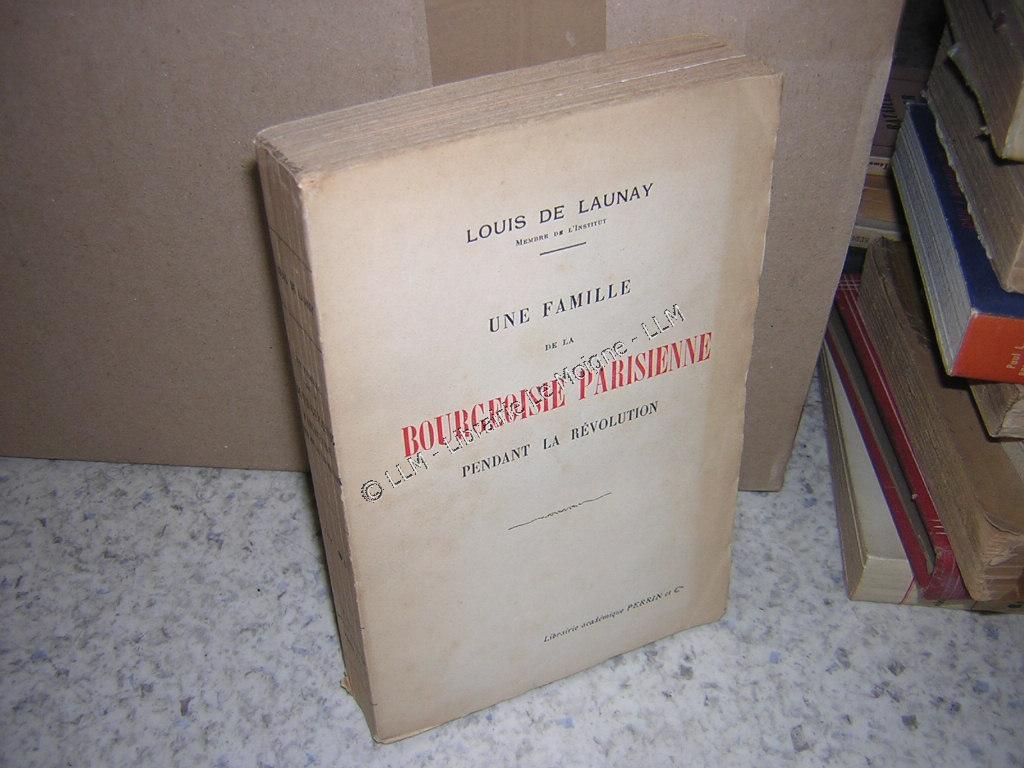 LOUIS DE LAUNAY
MEMBRE DE L'INSTITUT
UNE FAMILLE
DE LA
BOURGEOISIE PARISIENNE
PENDANT LA RÉVOLUTION
© LLM - Librairie Le Moigne - LLM
Librairie académique PERRIN et Cie
Paul